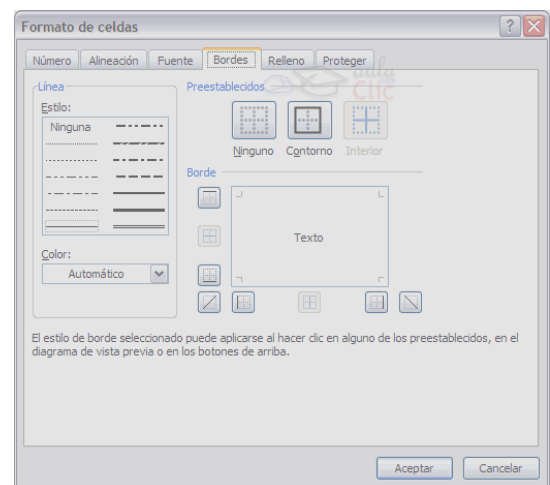 Formato de celdas
Número Alineación Fuente Bordes Relleno Proteger
aula
Clic
Línea
Estilo:
Ninguna
Color:
Automático
Preestablecidos
Ninguno Contorno Interior
Borde
Texto
El estilo de borde seleccionado puede aplicarse al hacer clic en alguno de los preestablecidos, en el
diagrama de vista previa o en los botones de arriba.
Aceptar Cancelar